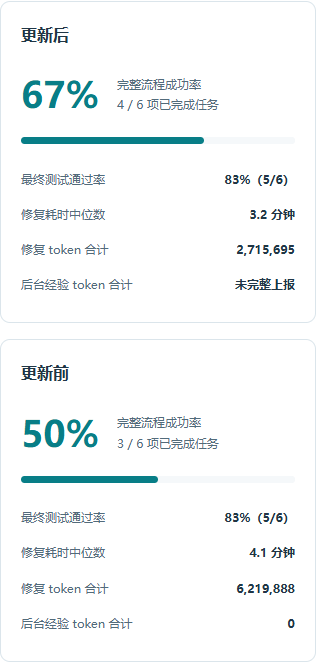 更新后
67%
完整流程成功率
4 / 6 项已完成任务
最终测试通过率 83%（5/6）
修复耗时中位数 3.2 分钟
修复 token 合计 2,715,695
后台经验 token 合计 未完整上报
更新前
50%
完整流程成功率
3 / 6 项已完成任务
最终测试通过率 83%（5/6）
修复耗时中位数 4.1 分钟
修复 token 合计 6,219,888
后台经验 token 合计 0